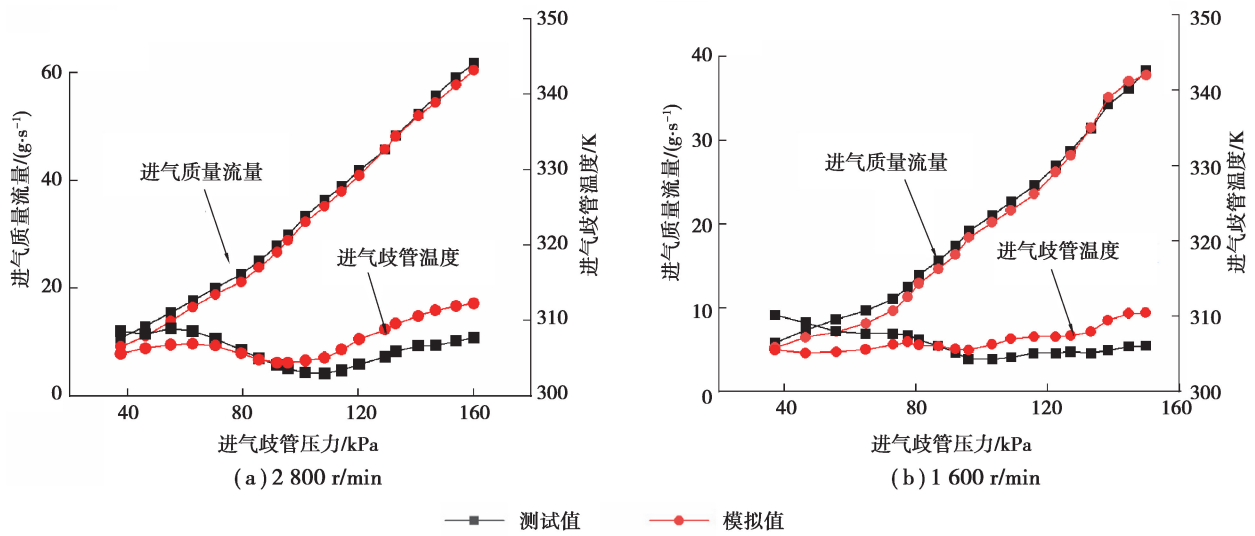 进气质量流量/(g·s⁻¹)
60
40
20
0
进气质量流量
进气歧管温度
350
340
330
320
310
300
进气歧管温度/K
40 80 120 160
进气歧管压力/kPa
(a) 2 800 r/min
进气质量流量/(g·s⁻¹)
40
30
20
10
0
进气质量流量
进气歧管温度
350
340
330
320
310
300
进气歧管温度/K
40 80 120 160
进气歧管压力/kPa
(b) 1 600 r/min
测试值 模拟值